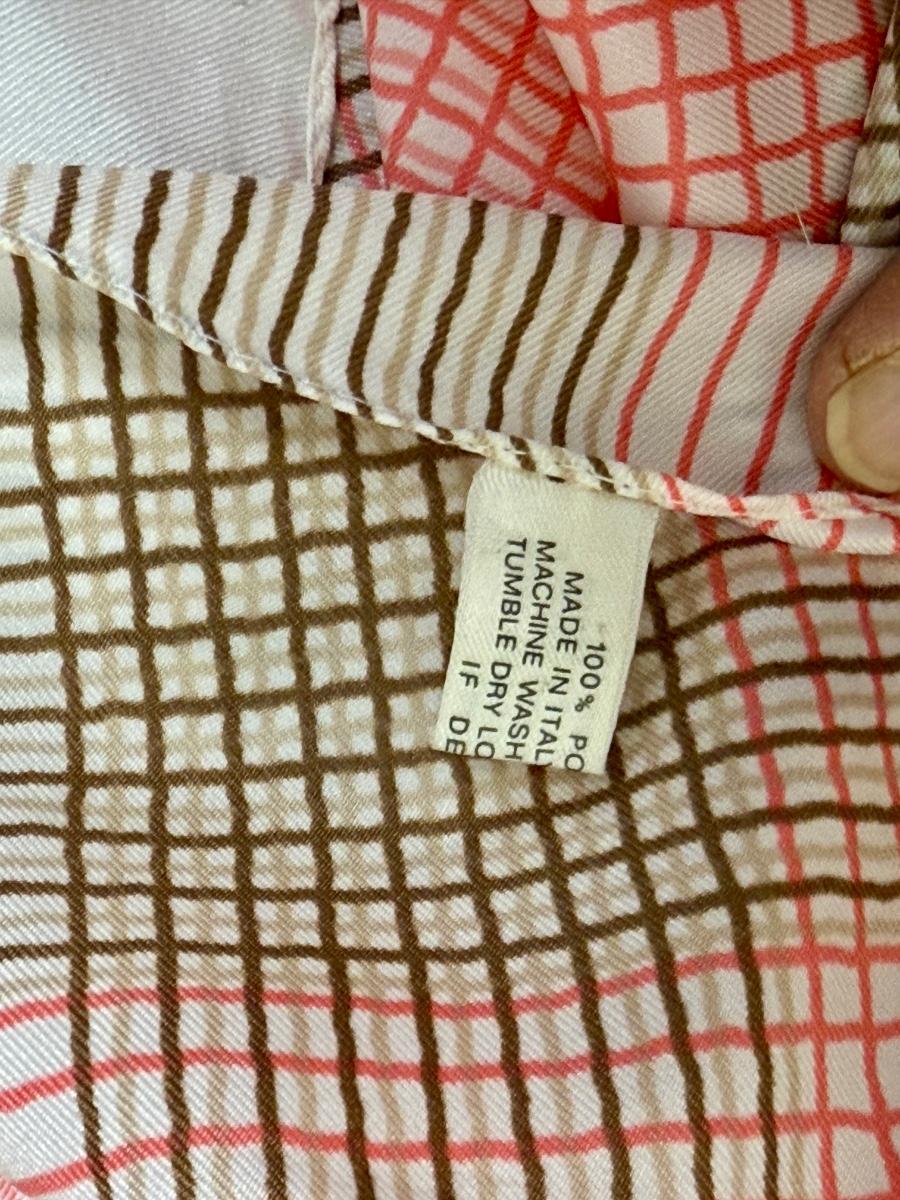 100% PO
MADE IN ITAL
MACHINE WASH
TUMBLE DRY LO
IF DE